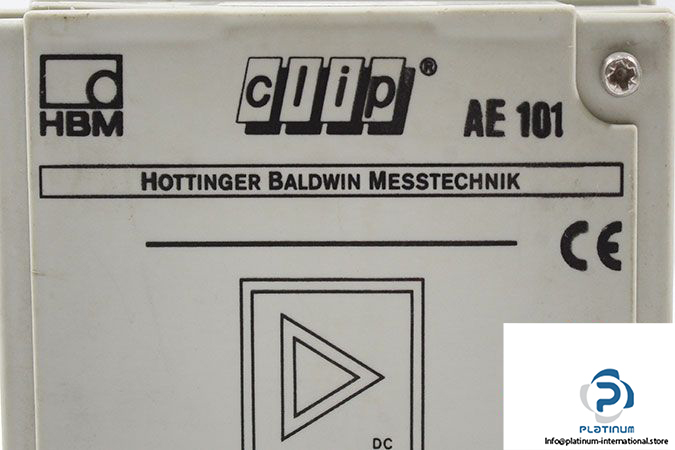 HBM
clip®
AE 101
HOTTINGER BALDWIN MESSTECHNIK
CE
DC
PLATINUM
Info@platinum-international.store